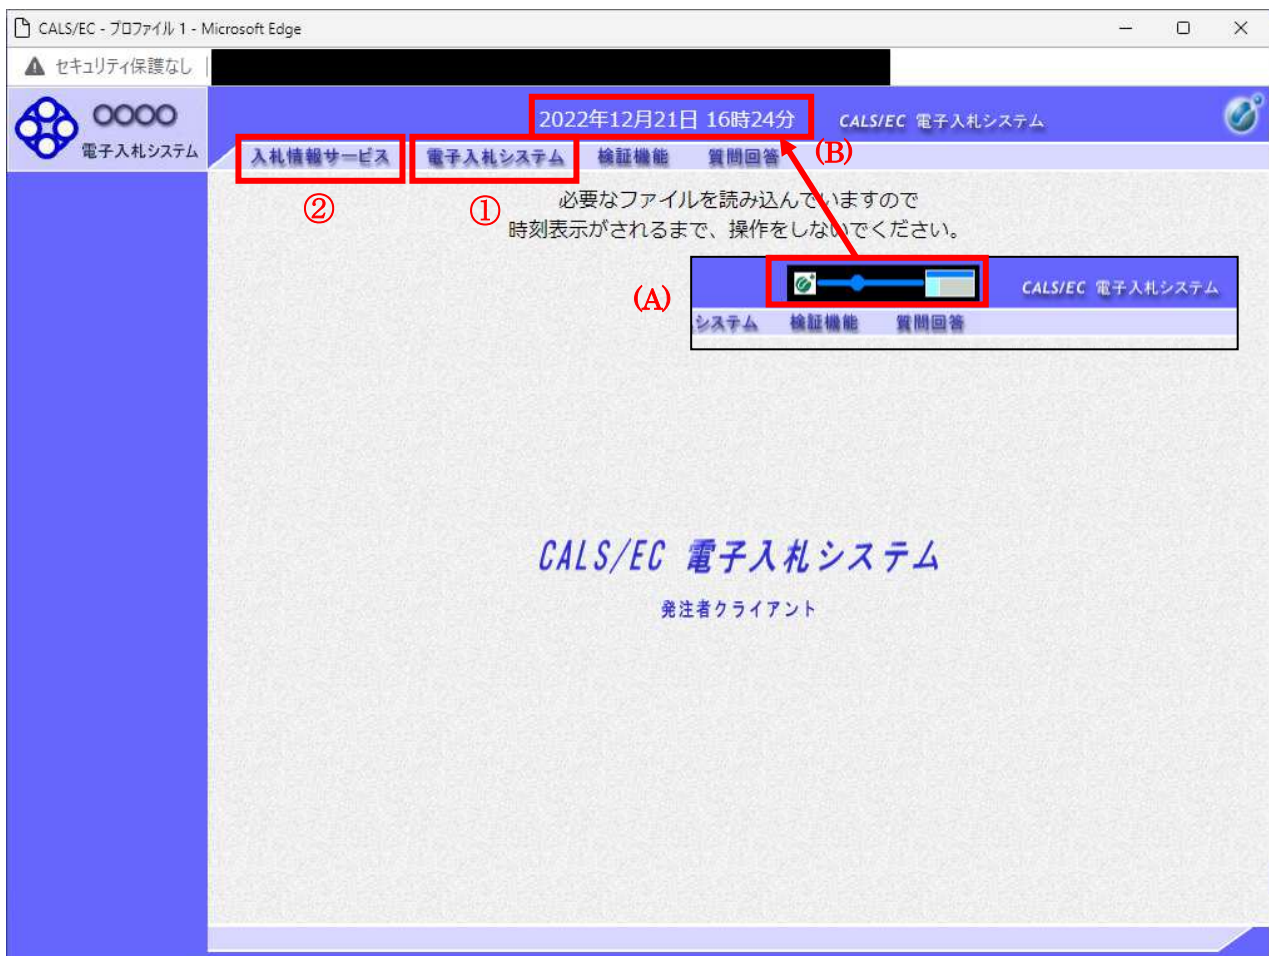 CALS/EC - プロファイル 1 - Microsoft Edge
セキュリティ保護なし
○○○○
電子入札システム
2022年12月21日 16時24分
CALS/EC 電子入札システム
入札情報サービス 電子入札システム 検証機能 質問回答
(B)
② ①
必要なファイルを読み込んでいますので
時刻表示がされるまで、操作をしないでください。
(A)
CALS/EC 電子入札システム
システム 検証機能 質問回答
CALS/EC 電子入札システム
発注者クライアント